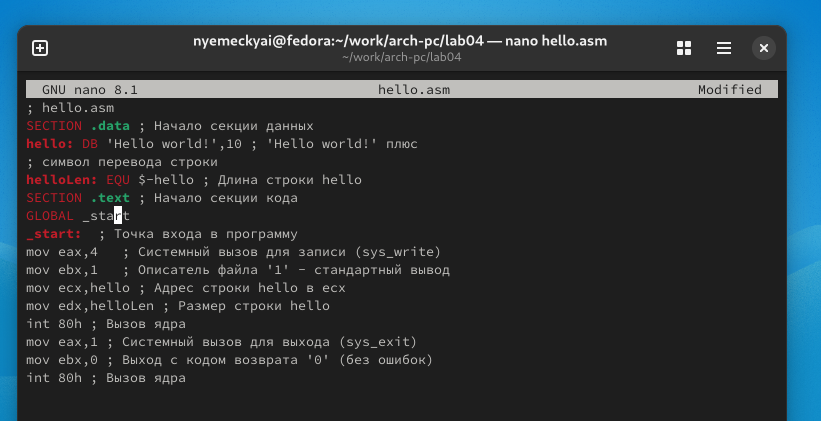 nyemeckyai@fedora:~/work/arch-pc/lab04 — nano hello.asm
~/work/arch-pc/lab04
GNU nano 8.1 hello.asm Modified
; hello.asm
SECTION .data ; Начало секции данных
hello: DB 'Hello world!',10 ; 'Hello world!' плюс
; символ перевода строки
helloLen: EQU $-hello ; Длина строки hello
SECTION .text ; Начало секции кода
GLOBAL _start
_start:  ; Точка входа в программу
mov eax,4   ; Системный вызов для записи (sys_write)
mov ebx,1   ; Описатель файла '1' - стандартный вывод
mov ecx,hello ; Адрес строки hello в ecx
mov edx,helloLen ; Размер строки hello
int 80h ; Вызов ядра
mov eax,1 ; Системный вызов для выхода (sys_exit)
mov ebx,0 ; Выход с кодом возврата '0' (без ошибок)
int 80h ; Вызов ядра